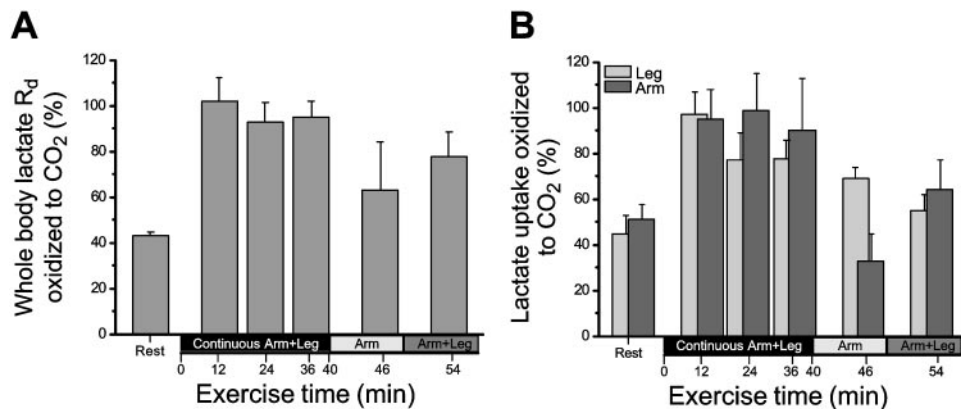 A
Whole body lactate Rd
oxidized to CO2 (%)
120
100
80
60
40
20
0
Rest
Continuous Arm+Leg
Arm
Arm+Leg
0 12 24 36 40 46 54
Exercise time (min)
B
Lactate uptake oxidized
to CO2 (%)
120
100
80
60
40
20
0
Leg
Arm
Rest
Continuous Arm+Leg
Arm
Arm+Leg
0 12 24 36 40 46 54
Exercise time (min)